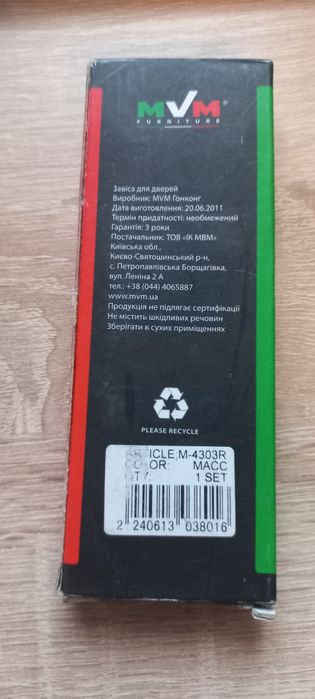 MVM®
FURNITURE
Завіса для дверей
Виробник: MVM Гонконг
Дата виготовлення: 20.06.2011
Термін придатності: необмежений
Гарантія: 3 роки
Постачальник: ТОВ «ІК МВМ»
Київська обл.,
Києво-Святошинський р-н,
с. Петропавлівська Борщагівка,
вул. Леніна 2 А
тел.: +38 (044) 4065887
www.mvm.ua
Продукція не підлягає сертифікації
Не містить шкідливих речовин
Зберігати в сухих приміщеннях
PLEASE RECYCLE
ARTICLE: M-4303R
COLOR: MACC
QTY: 1 SET
2 240613 038016